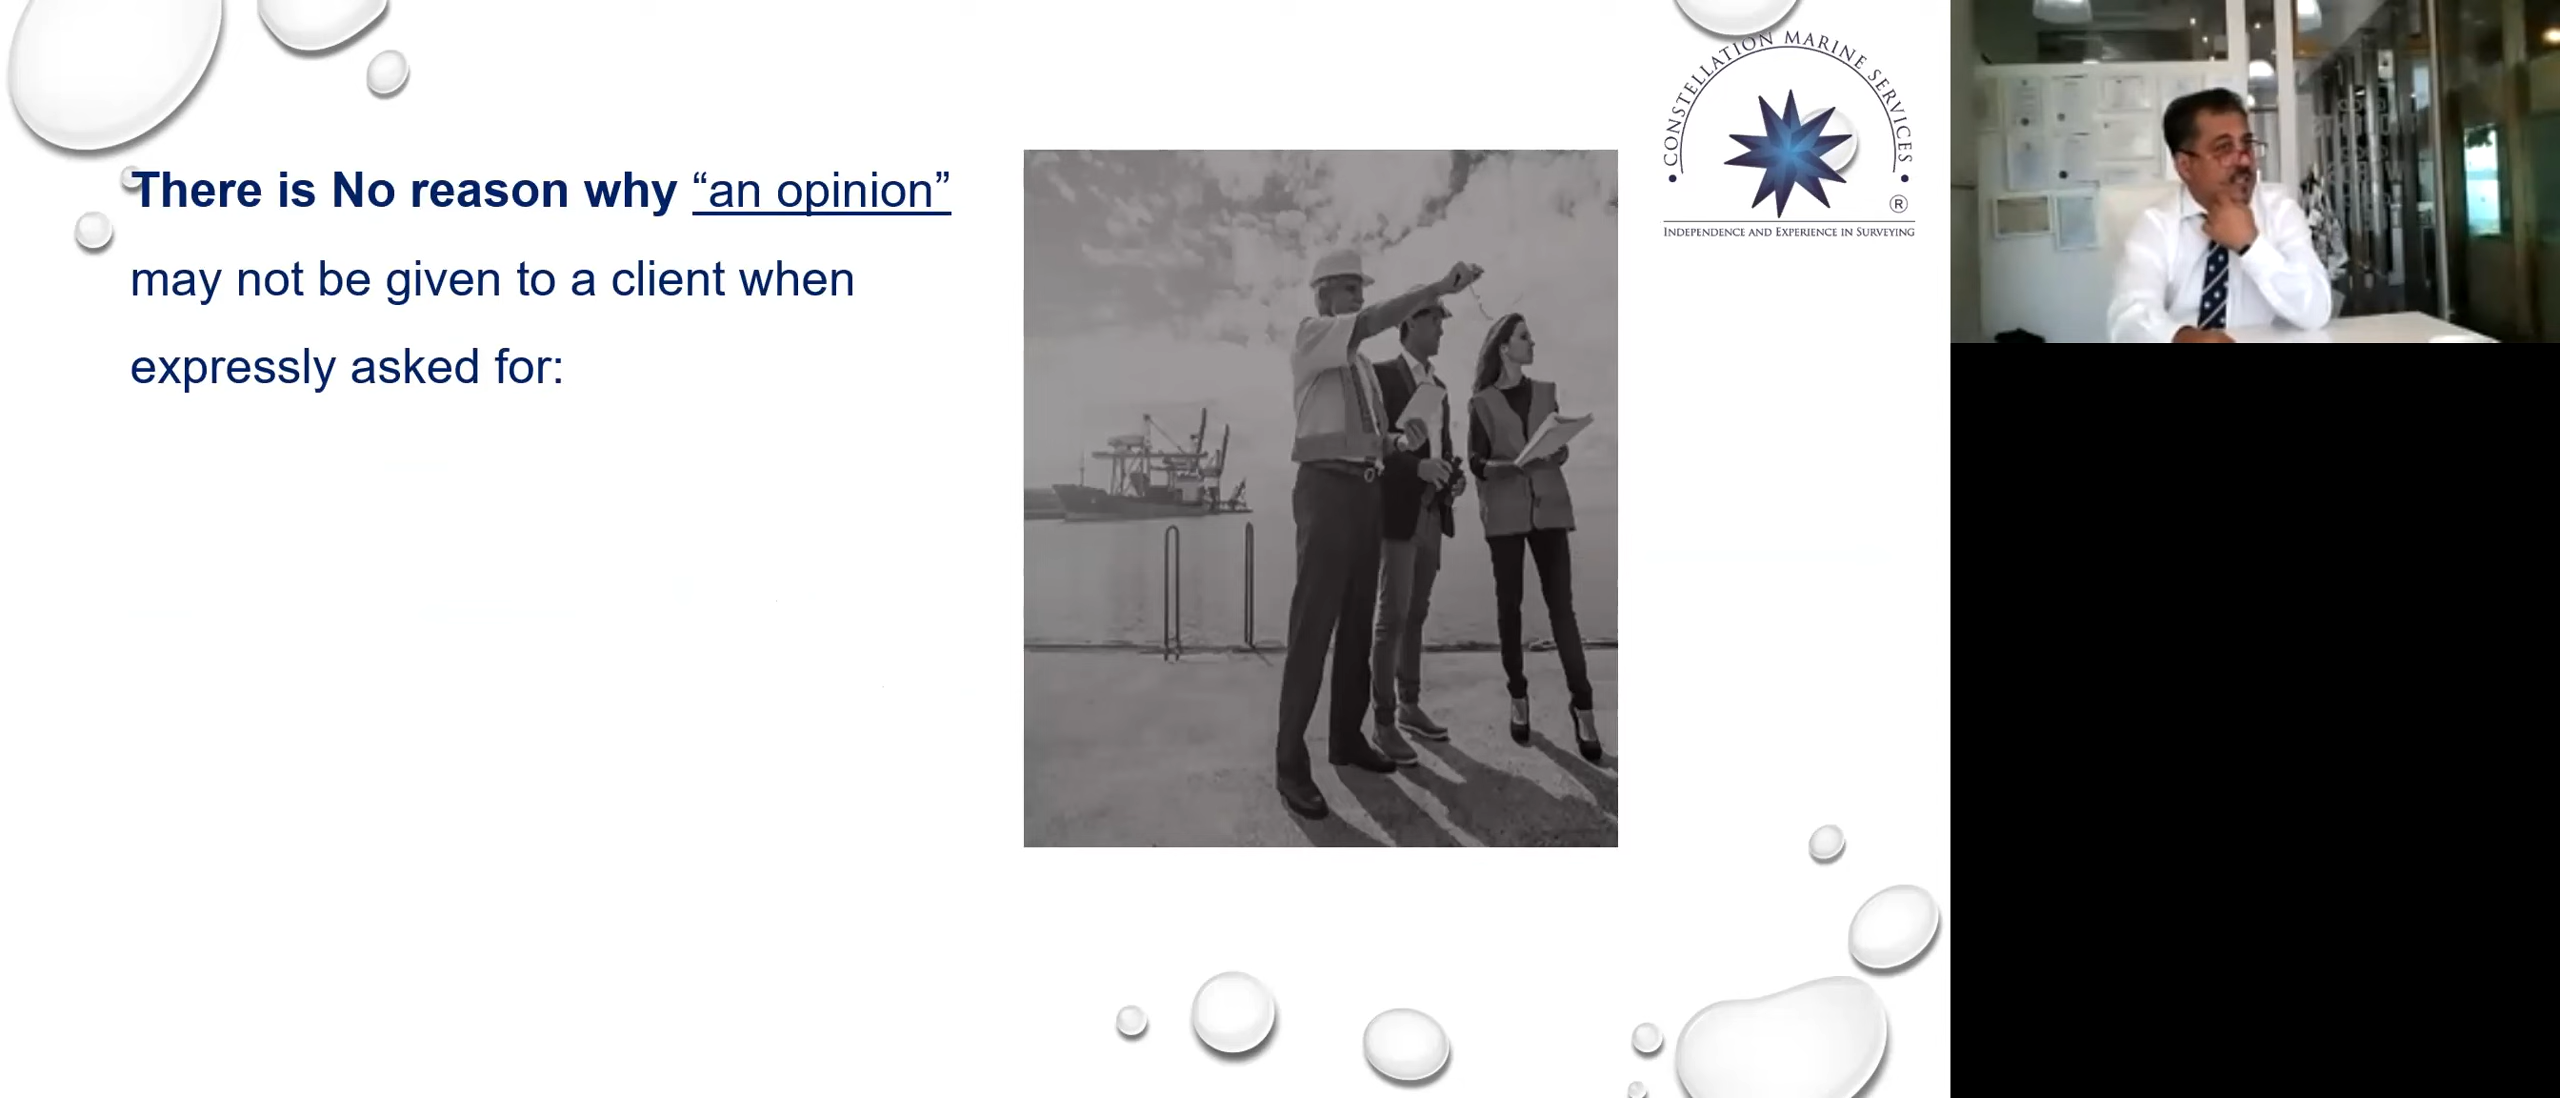 There is No reason why “an opinion”
may not be given to a client when
expressly asked for:
CONSTELLATION MARINE SERVICES
®
INDEPENDENCE AND EXPERIENCE IN SURVEYING